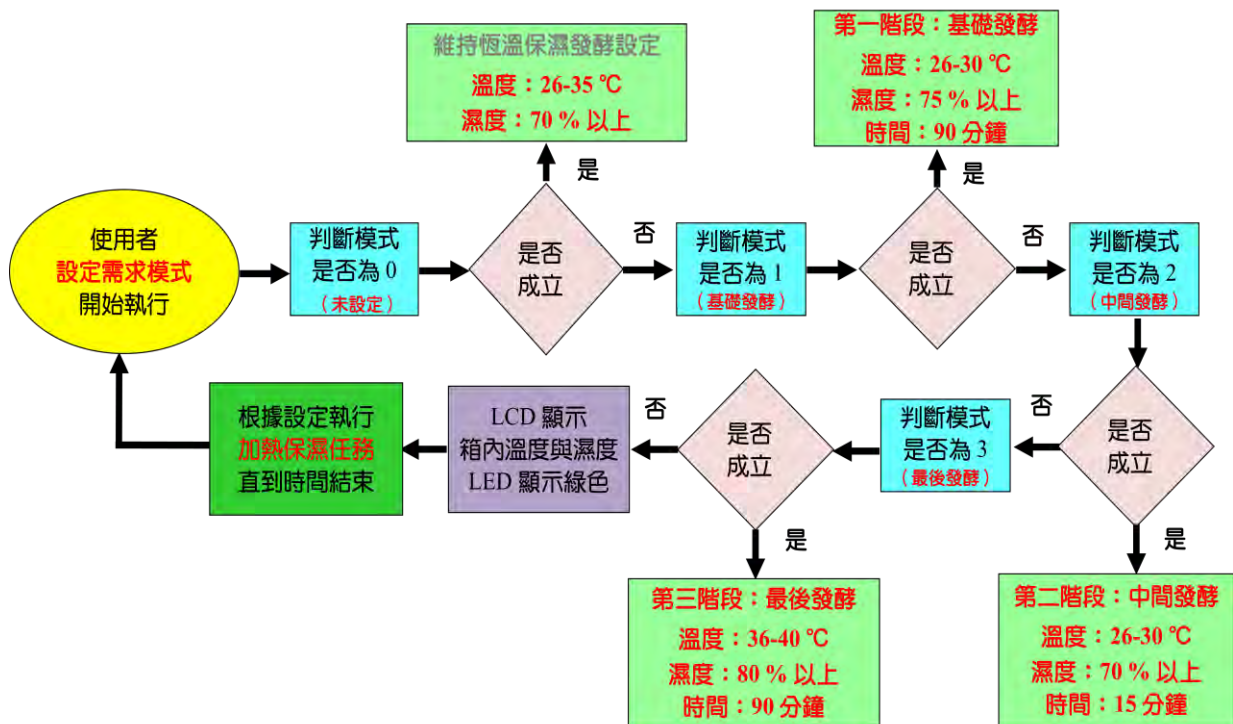 使用者
設定需求模式
開始執行
判斷模式
是否為 0
（未設定）
是否
成立
是
維持恆溫保濕發酵設定
溫度：26-35 ℃
濕度：70 % 以上
否
判斷模式
是否為 1
（基礎發酵）
是否
成立
是
第一階段：基礎發酵
溫度：26-30 ℃
濕度：75 % 以上
時間：90 分鐘
否
判斷模式
是否為 2
（中間發酵）
是否
成立
是
第二階段：中間發酵
溫度：26-30 ℃
濕度：70 % 以上
時間：15 分鐘
否
判斷模式
是否為 3
（最後發酵）
是否
成立
是
第三階段：最後發酵
溫度：36-40 ℃
濕度：80 % 以上
時間：90 分鐘
否
LCD 顯示
箱內溫度與濕度
LED 顯示綠色
根據設定執行
加熱保濕任務
直到時間結束